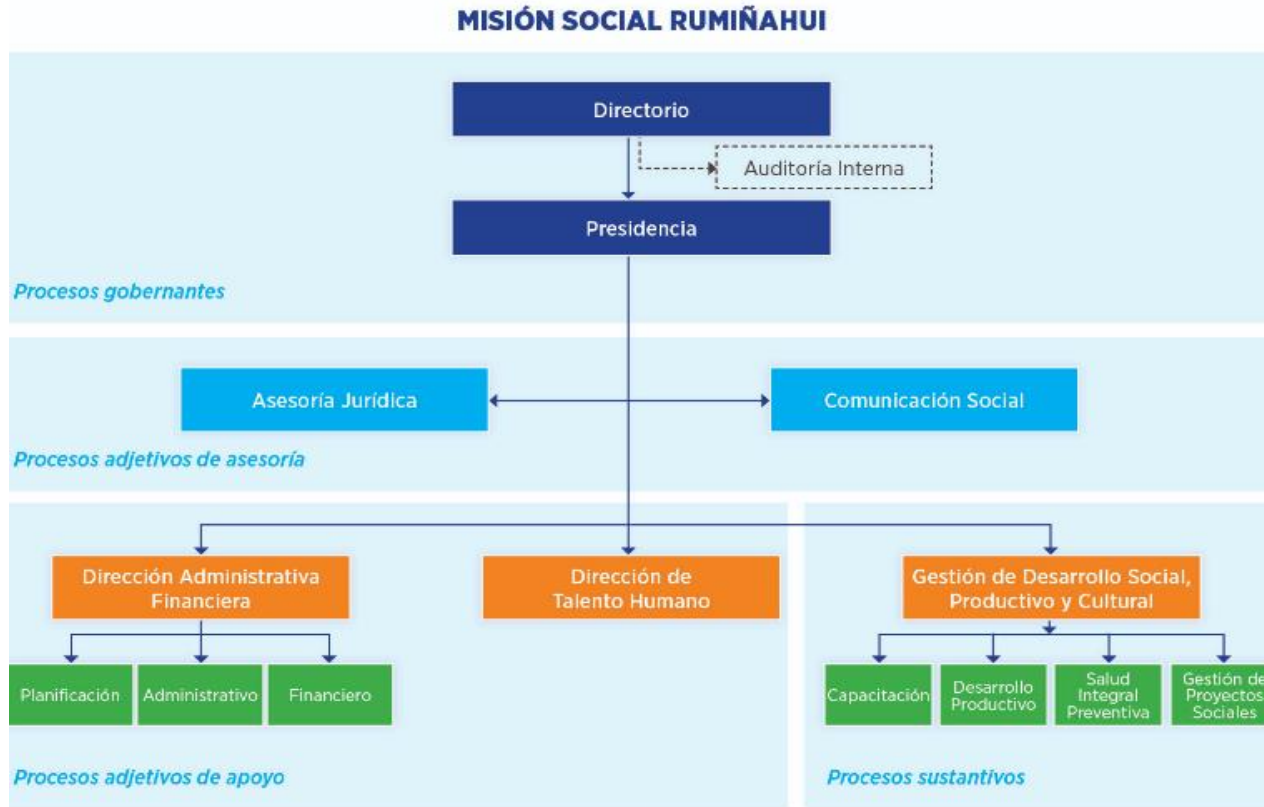 MISIÓN SOCIAL RUMIÑAHUI
Directorio
Auditoría Interna
Presidencia
Procesos gobernantes
Asesoría Jurídica
Comunicación Social
Procesos adjetivos de asesoría
Dirección Administrativa
Financiera
Dirección de
Talento Humano
Gestión de Desarrollo Social,
Productivo y Cultural
Planificación
Administrativo
Financiero
Capacitación
Desarrollo
Productivo
Salud
Integral
Preventiva
Gestión de
Proyectos
Sociales
Procesos adjetivos de apoyo
Procesos sustantivos